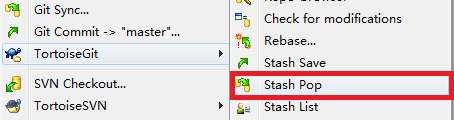 Git Sync...
Git Commit -> "master"...
TortoiseGit
SVN Checkout...
TortoiseSVN
Check for modifications
Rebase...
Stash Save
Stash Pop
Stash List